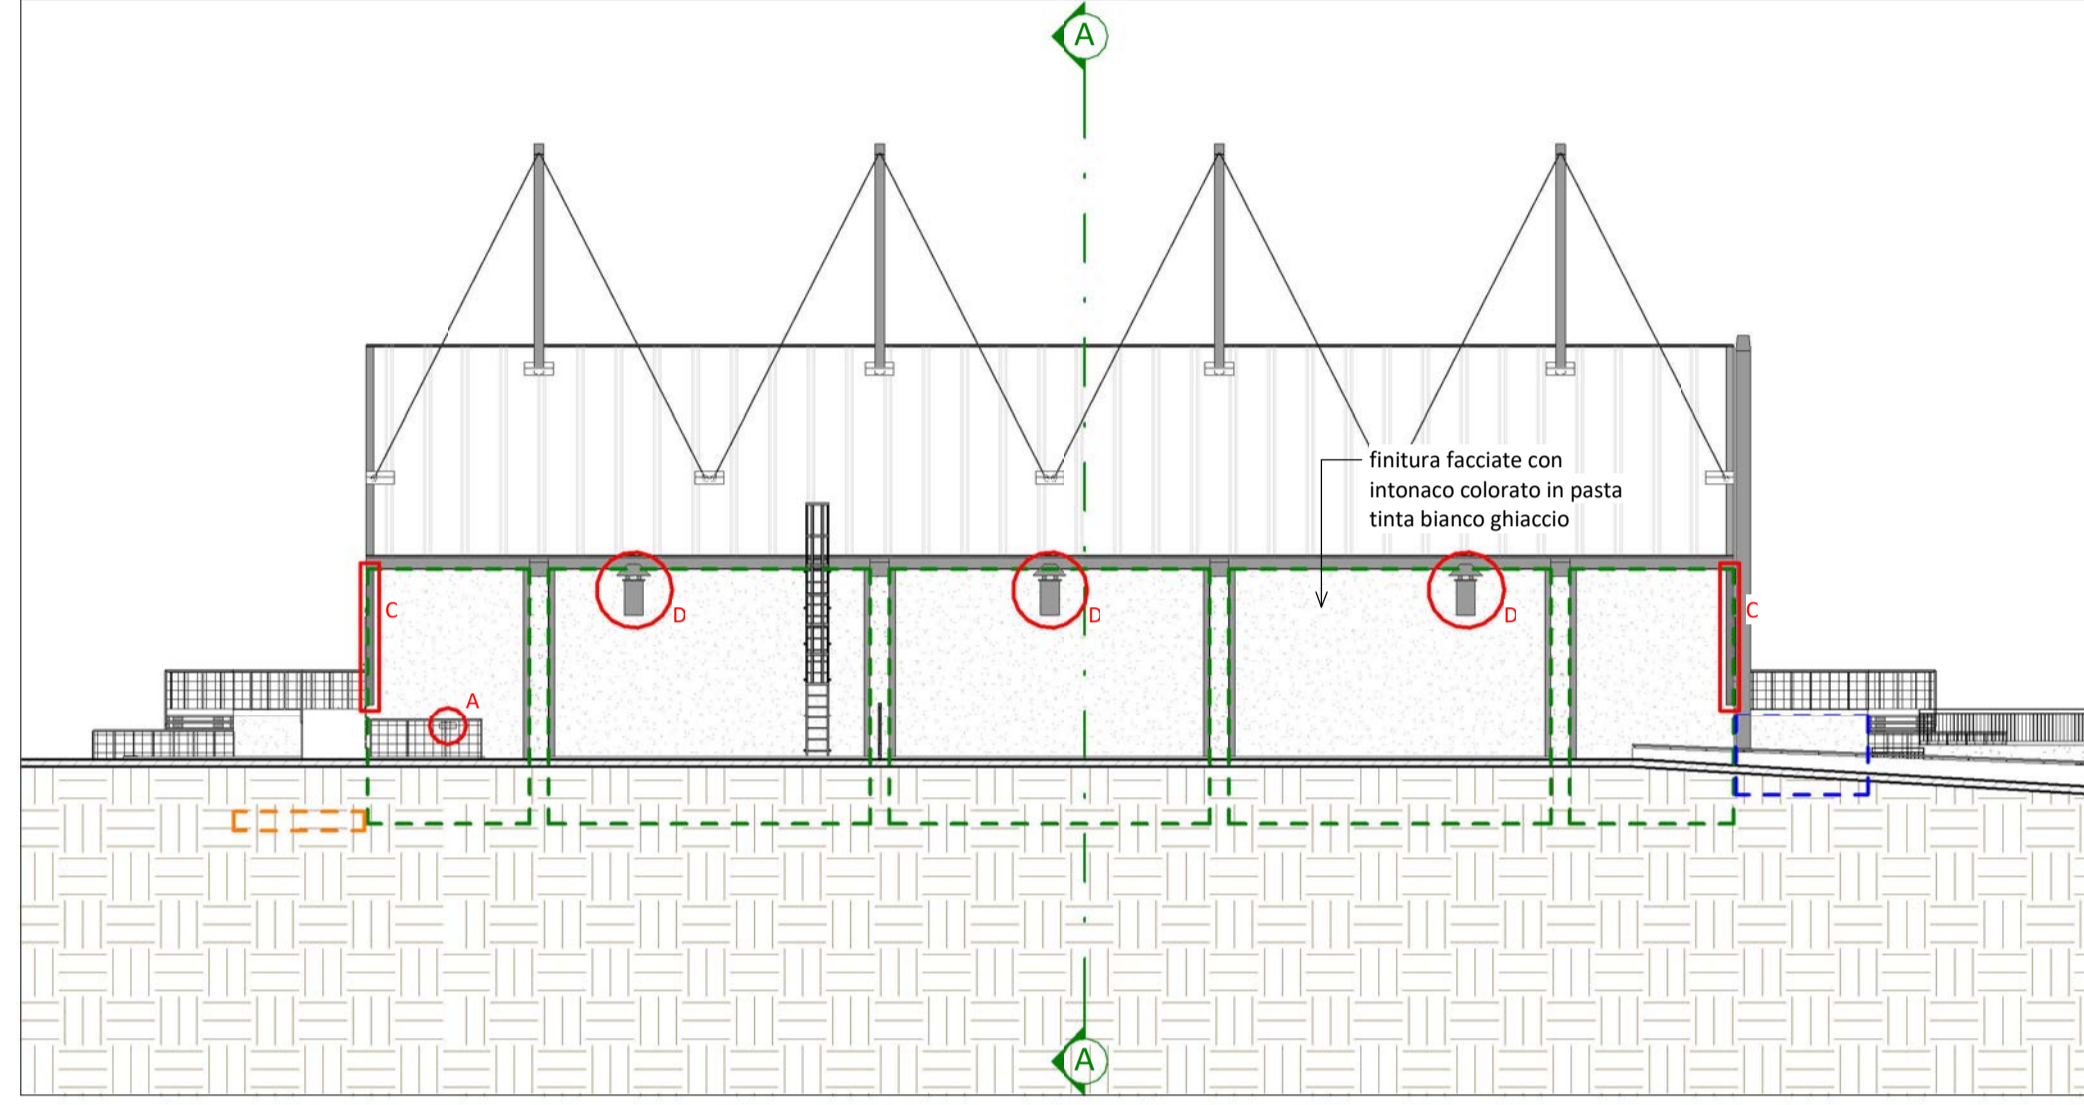 A
finitura facciate con
intonaco colorato in pasta
tinta bianco ghiaccio
C
D
D
D
C
A
A